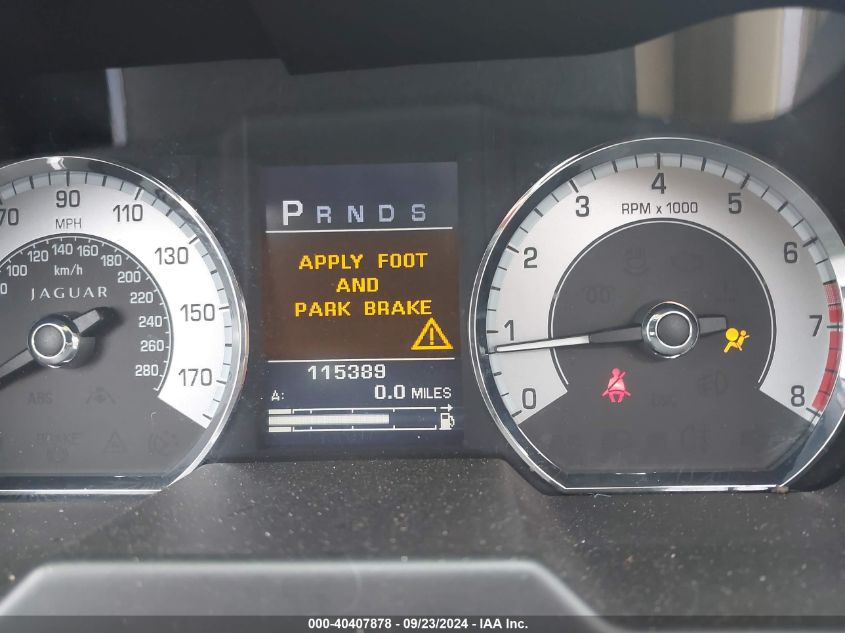 P R N D S
APPLY FOOT
AND
PARK BRAKE
115389
A: 0.0 MILES
70 90 110 130 150 170
MPH
100 120 140 160 180 200 220 240 260 280
km/h
JAGUAR
ABS
BRAKE
0 1 2 3 4 5 6 7 8
RPM x 1000
000-40407878 - 09/23/2024 - IAA Inc.